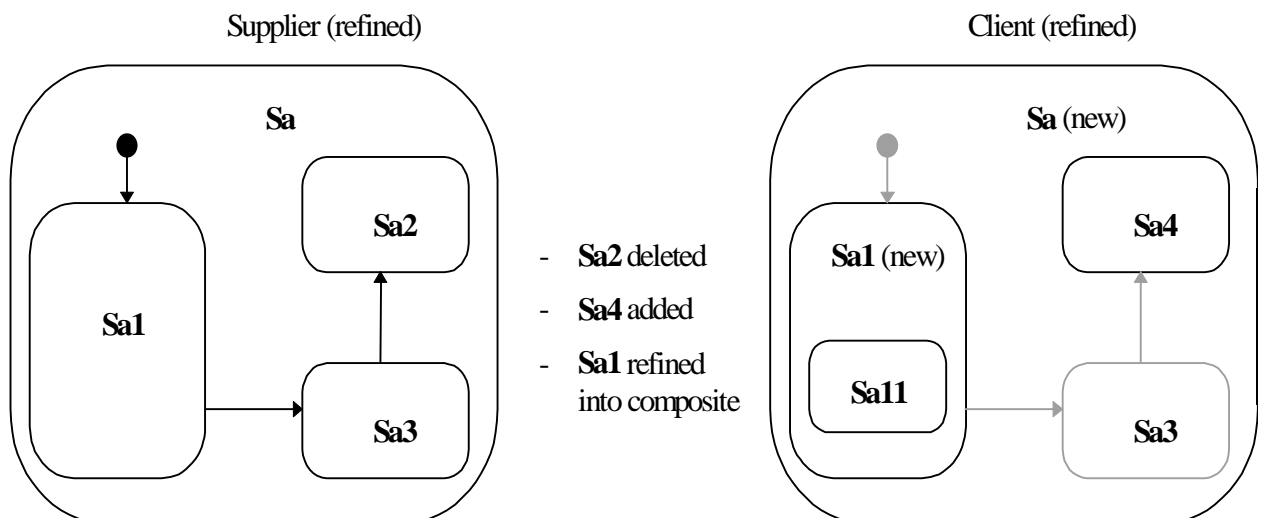 Supplier (refined)
Sa
Sa1
Sa2
Sa3
- Sa2 deleted
- Sa4 added
- Sa1 refined
into composite
Client (refined)
Sa (new)
Sa1 (new)
Sa11
Sa4
Sa3